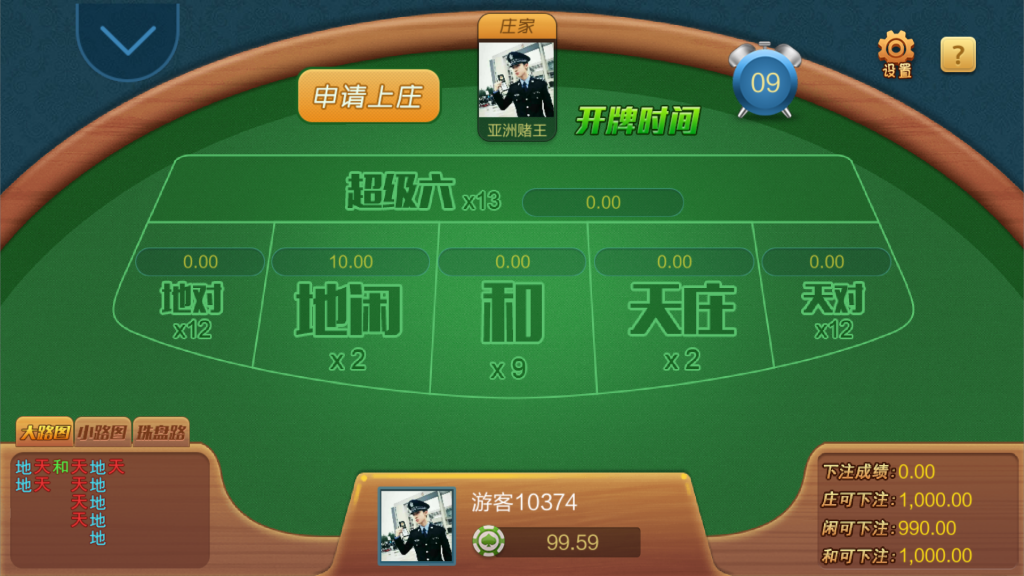 庄家
申请上庄
亚洲赌王
开牌时间
09
设置
?
超级六 x13
0.00
0.00
10.00
0.00
0.00
0.00
地对
x12
地闲
x2
和
x9
天庄
x2
天对
x12
大路图 小路图 珠盘路
地天和天地天
地天 天地
天地
天地
地
游客10374
99.59
下注成绩:0.00
庄可下注:1,000.00
闲可下注:990.00
和可下注:1,000.00